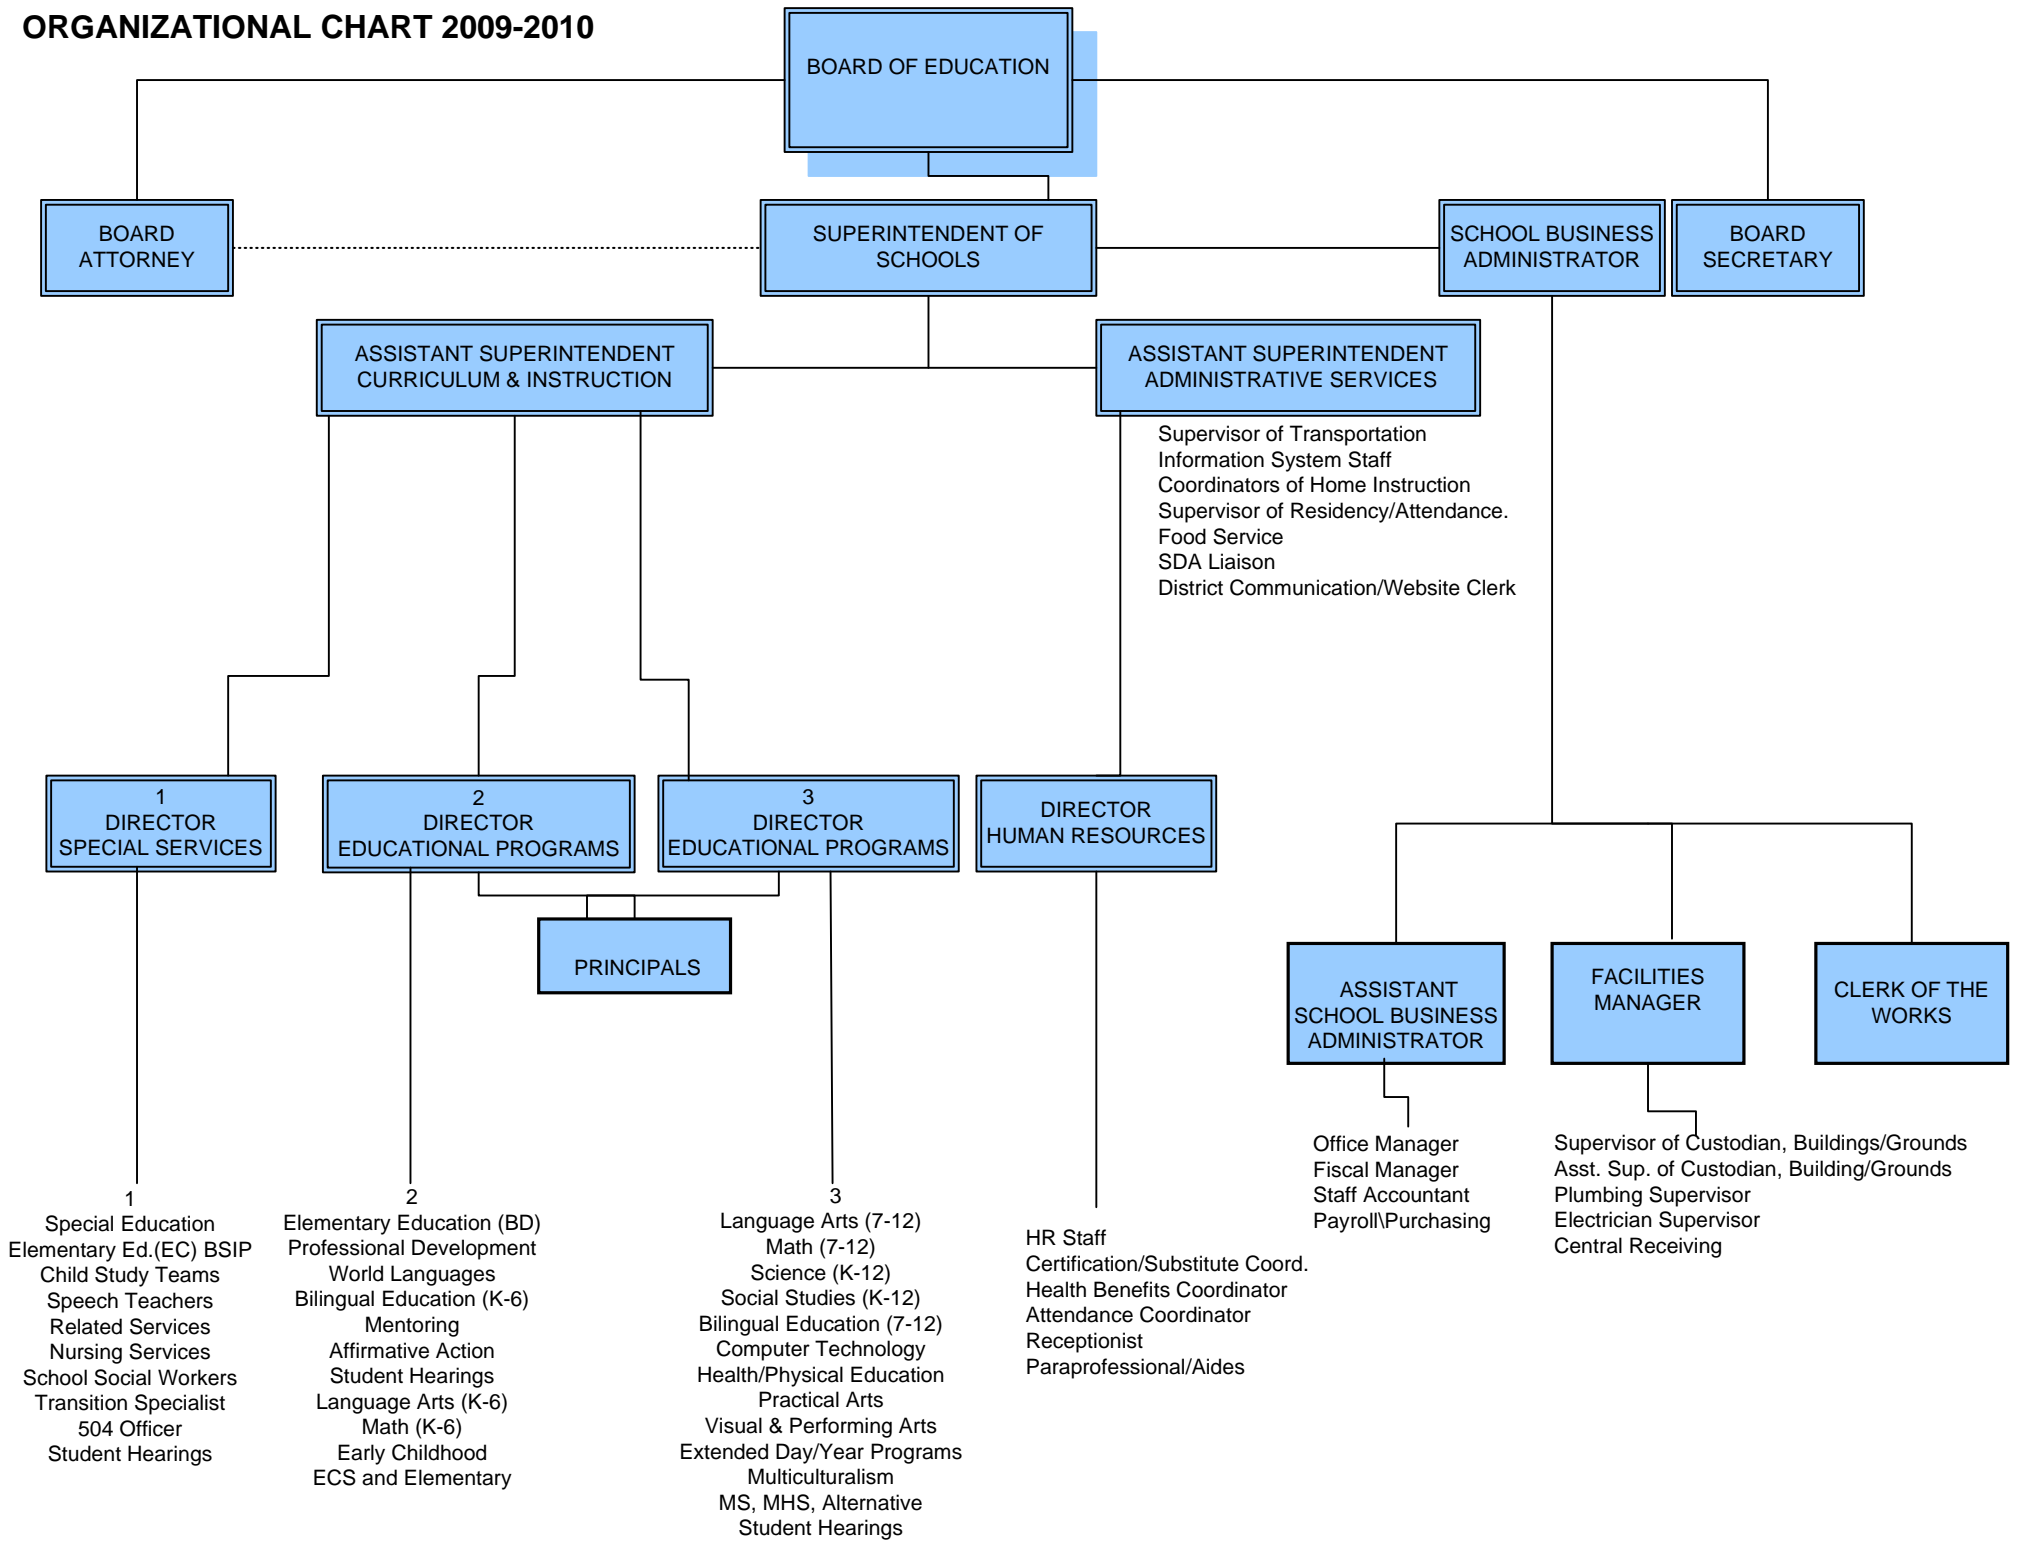 ORGANIZATIONAL CHART 2009-2010
BOARD OF EDUCATION
BOARD
ATTORNEY
SUPERINTENDENT OF
SCHOOLS
SCHOOL BUSINESS
ADMINISTRATOR
BOARD
SECRETARY
ASSISTANT SUPERINTENDENT
CURRICULUM & INSTRUCTION
ASSISTANT SUPERINTENDENT
ADMINISTRATIVE SERVICES
Supervisor of Transportation
Information System Staff
Coordinators of Home Instruction
Supervisor of Residency/Attendance.
Food Service
SDA Liaison
District Communication/Website Clerk
1
DIRECTOR
SPECIAL SERVICES
2
DIRECTOR
EDUCATIONAL PROGRAMS
3
DIRECTOR
EDUCATIONAL PROGRAMS
DIRECTOR
HUMAN RESOURCES
PRINCIPALS
ASSISTANT
SCHOOL BUSINESS
ADMINISTRATOR
FACILITIES
MANAGER
CLERK OF THE
WORKS
1
Special Education
Elementary Ed.(EC) BSIP
Child Study Teams
Speech Teachers
Related Services
Nursing Services
School Social Workers
Transition Specialist
504 Officer
Student Hearings
2
Elementary Education (BD)
Professional Development
World Languages
Bilingual Education (K-6)
Mentoring
Affirmative Action
Student Hearings
Language Arts (K-6)
Math (K-6)
Early Childhood
ECS and Elementary
3
Language Arts (7-12)
Math (7-12)
Science (K-12)
Social Studies (K-12)
Bilingual Education (7-12)
Computer Technology
Health/Physical Education
Practical Arts
Visual & Performing Arts
Extended Day/Year Programs
Multiculturalism
MS, MHS, Alternative
Student Hearings
HR Staff
Certification/Substitute Coord.
Health Benefits Coordinator
Attendance Coordinator
Receptionist
Paraprofessional/Aides
Office Manager
Fiscal Manager
Staff Accountant
Payroll\Purchasing
Supervisor of Custodian, Buildings/Grounds
Asst. Sup. of Custodian, Building/Grounds
Plumbing Supervisor
Electrician Supervisor
Central Receiving